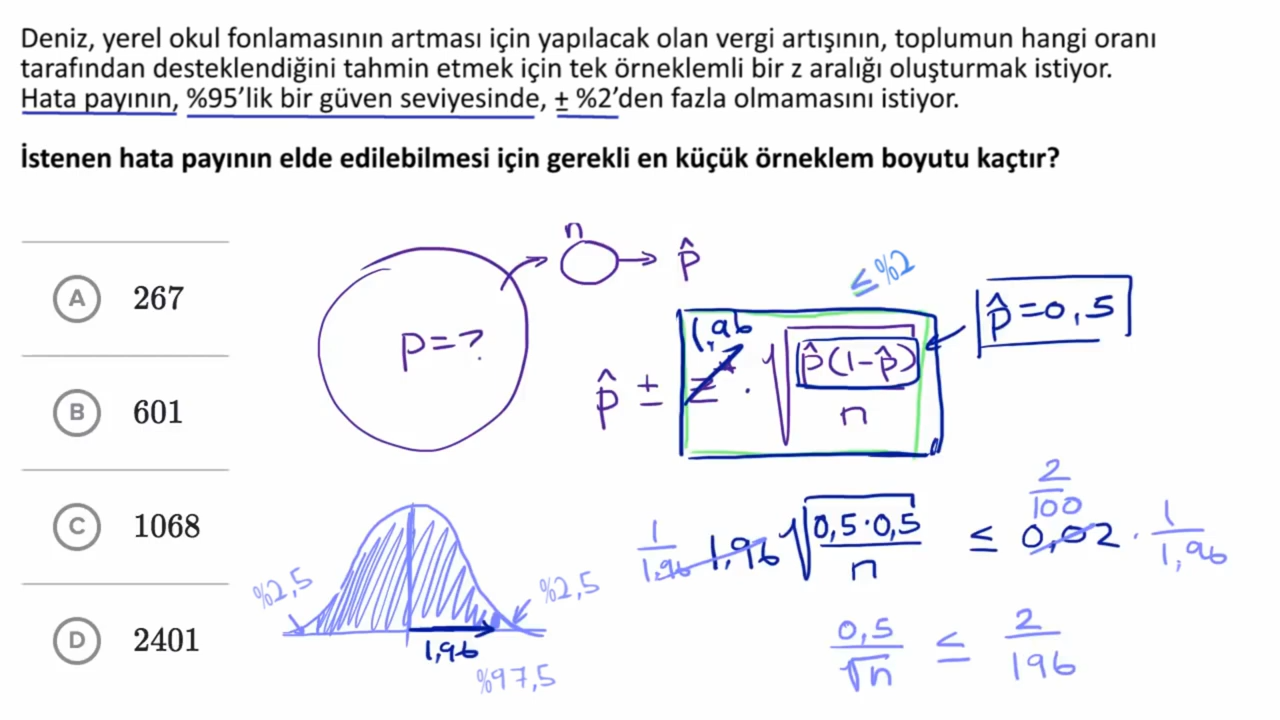 Deniz, yerel okul fonlamasının artması için yapılacak olan vergi artışının, toplumun hangi oranı
tarafından desteklendiğini tahmin etmek için tek örneklemli bir z aralığı oluşturmak istiyor.
Hata payının, %95’lik bir güven seviyesinde, ± %2’den fazla olmamasını istiyor.
İstenen hata payının elde edilebilmesi için gerekli en küçük örneklem boyutu kaçtır?
A 267
B 601
C 1068
D 2401
p=?
n
p̂
≤%2
p̂=0,5
1,96
p̂ ± z* · √(p̂(1-p̂)/n)
1/1,96 1,96 √(0,5·0,5/n) ≤ 0,02 · 1/1,96
2/100
0,5/√n ≤ 2/196
%2,5
%2,5
1,96
%97,5